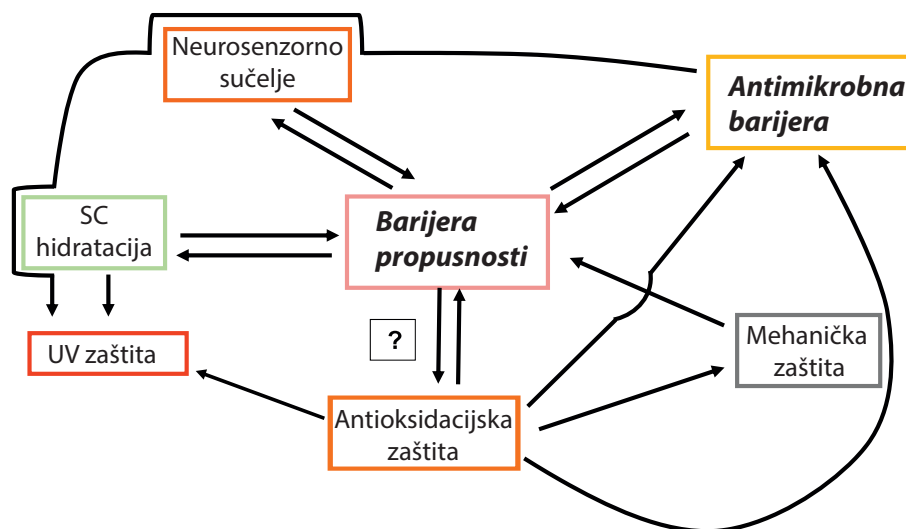 Neurosenzorno
sučelje
Antimikrobna
barijera
SC
hidratacija
Barijera
propusnosti
?
UV zaštita
Mehanička
zaštita
Antioksidacijska
zaštita